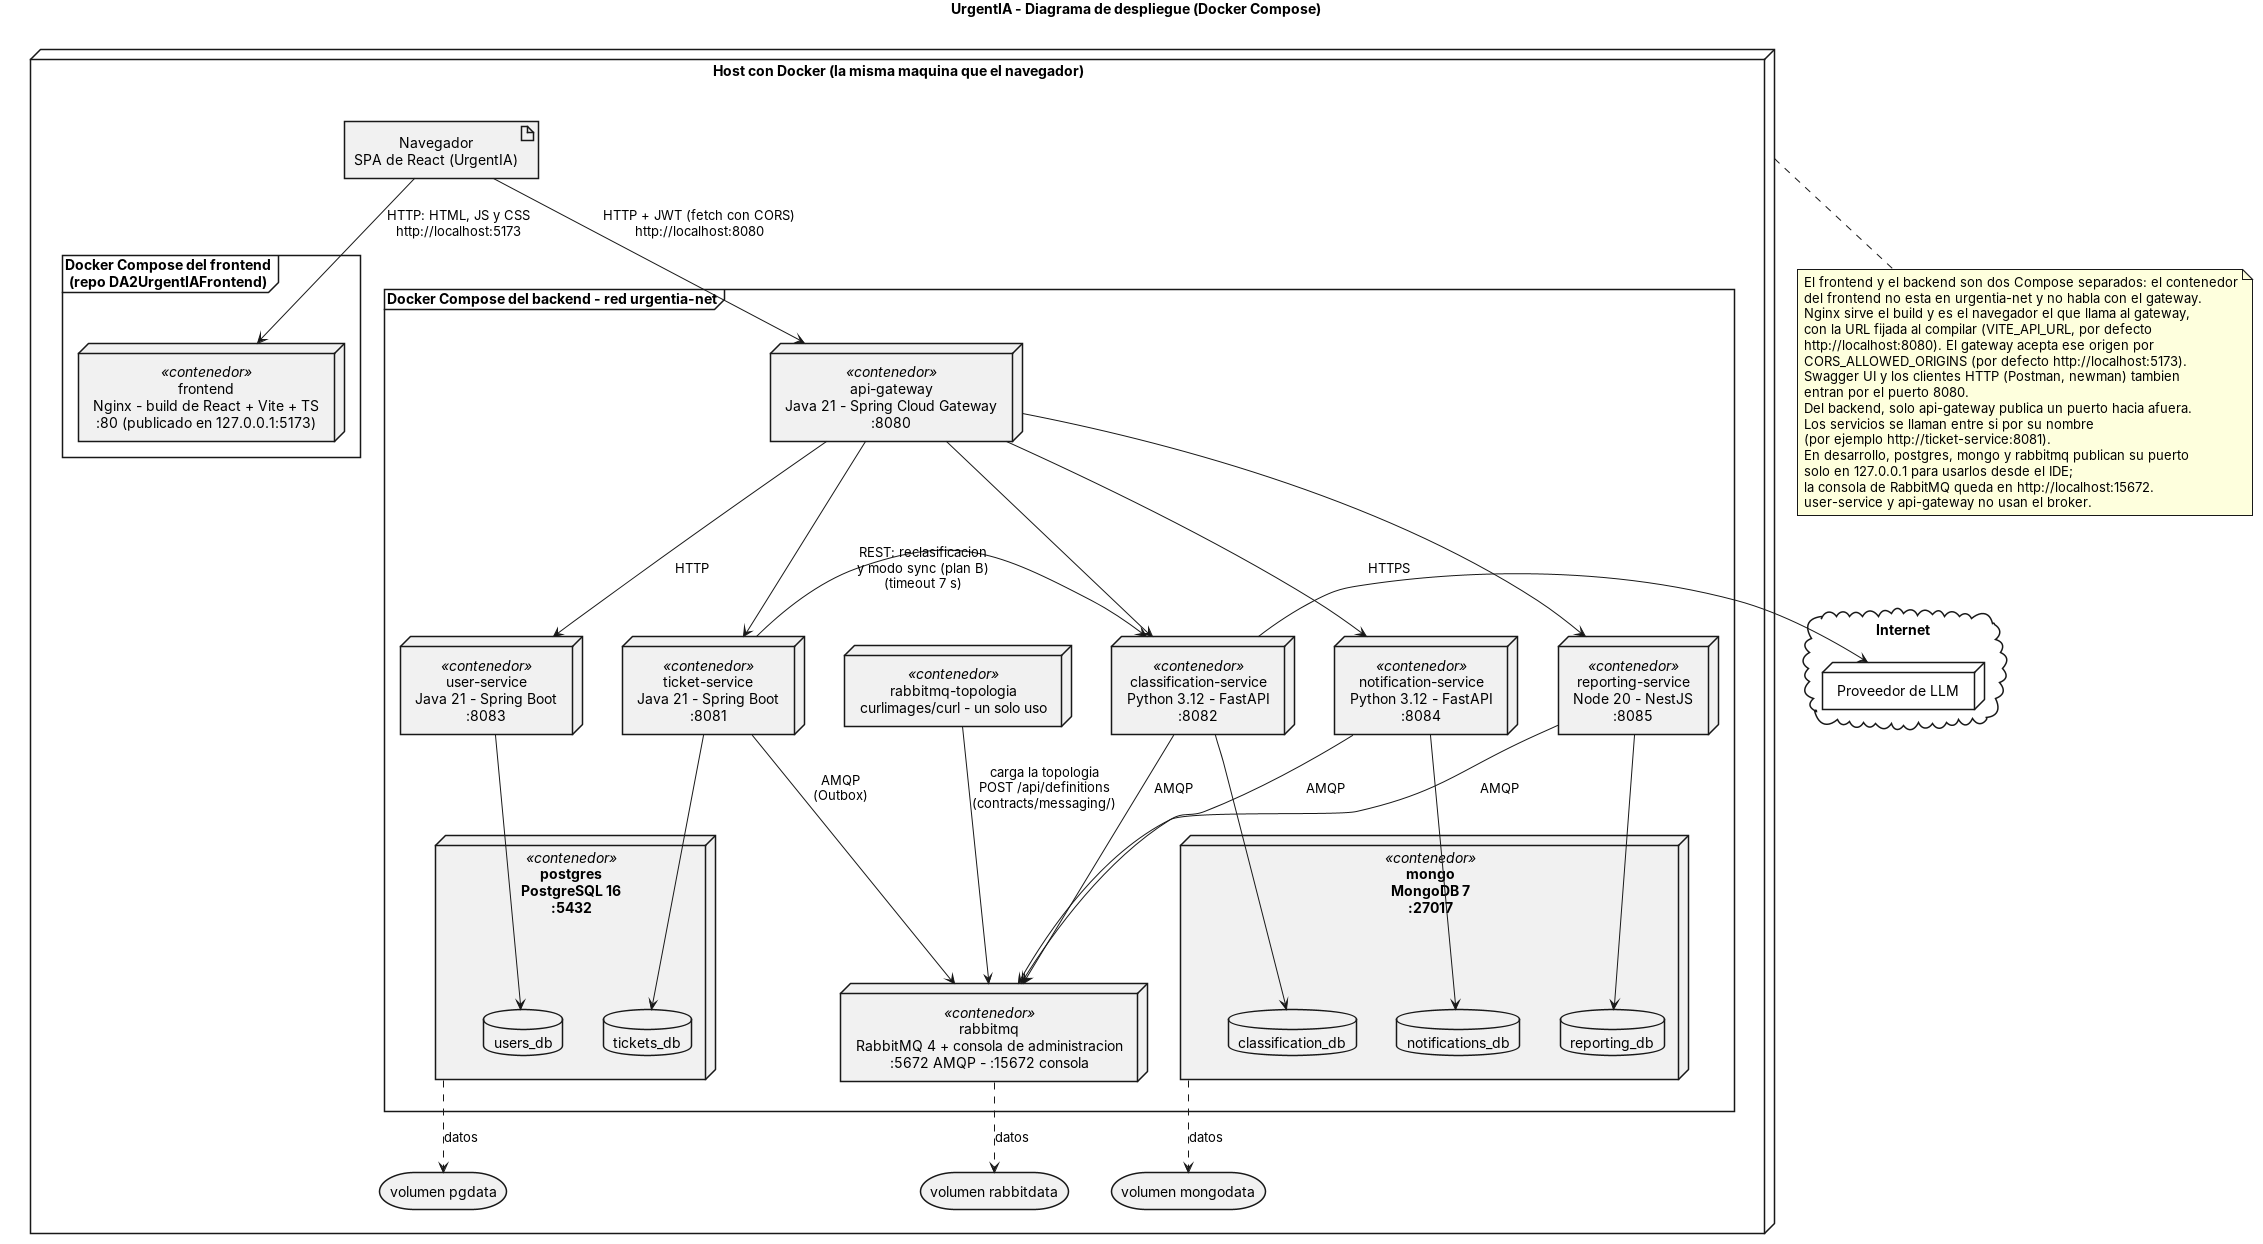 UrgentIA - Diagrama de despliegue (Docker Compose)
Host con Docker (la misma maquina que el navegador)
Navegador
SPA de React (UrgentIA)
HTTP: HTML, JS y CSS
http://localhost:5173
HTTP + JWT (fetch con CORS)
http://localhost:8080
Docker Compose del frontend
(repo DA2UrgentIAFrontend)
«contenedor»
frontend
Nginx - build de React + Vite + TS
:80 (publicado en 127.0.0.1:5173)
Docker Compose del backend - red urgentia-net
«contenedor»
api-gateway
Java 21 - Spring Cloud Gateway
:8080
El frontend y el backend son dos Compose separados: el contenedor
del frontend no esta en urgentia-net y no habla con el gateway.
Nginx sirve el build y es el navegador el que llama al gateway,
con la URL fijada al compilar (VITE_API_URL, por defecto
http://localhost:8080). El gateway acepta ese origen por
CORS_ALLOWED_ORIGINS (por defecto http://localhost:5173).
Swagger UI y los clientes HTTP (Postman, newman) tambien
entran por el puerto 8080.
Del backend, solo api-gateway publica un puerto hacia afuera.
Los servicios se llaman entre si por su nombre
(por ejemplo http://ticket-service:8081).
En desarrollo, postgres, mongo y rabbitmq publican su puerto
solo en 127.0.0.1 para usarlos desde el IDE;
la consola de RabbitMQ queda en http://localhost:15672.
user-service y api-gateway no usan el broker.
HTTP
REST: reclasificacion
y modo sync (plan B)
(timeout 7 s)
HTTPS
Internet
Proveedor de LLM
«contenedor»
user-service
Java 21 - Spring Boot
:8083
«contenedor»
ticket-service
Java 21 - Spring Boot
:8081
«contenedor»
rabbitmq-topologia
curlimages/curl - un solo uso
«contenedor»
classification-service
Python 3.12 - FastAPI
:8082
«contenedor»
notification-service
Python 3.12 - FastAPI
:8084
«contenedor»
reporting-service
Node 20 - NestJS
:8085
AMQP
(Outbox)
carga la topologia
POST /api/definitions
(contracts/messaging/)
AMQP
AMQP
AMQP
«contenedor»
postgres
PostgreSQL 16
:5432
users_db
tickets_db
«contenedor»
rabbitmq
RabbitMQ 4 + consola de administracion
:5672 AMQP - :15672 consola
«contenedor»
mongo
MongoDB 7
:27017
classification_db
notifications_db
reporting_db
datos
datos
datos
volumen pgdata
volumen rabbitdata
volumen mongodata